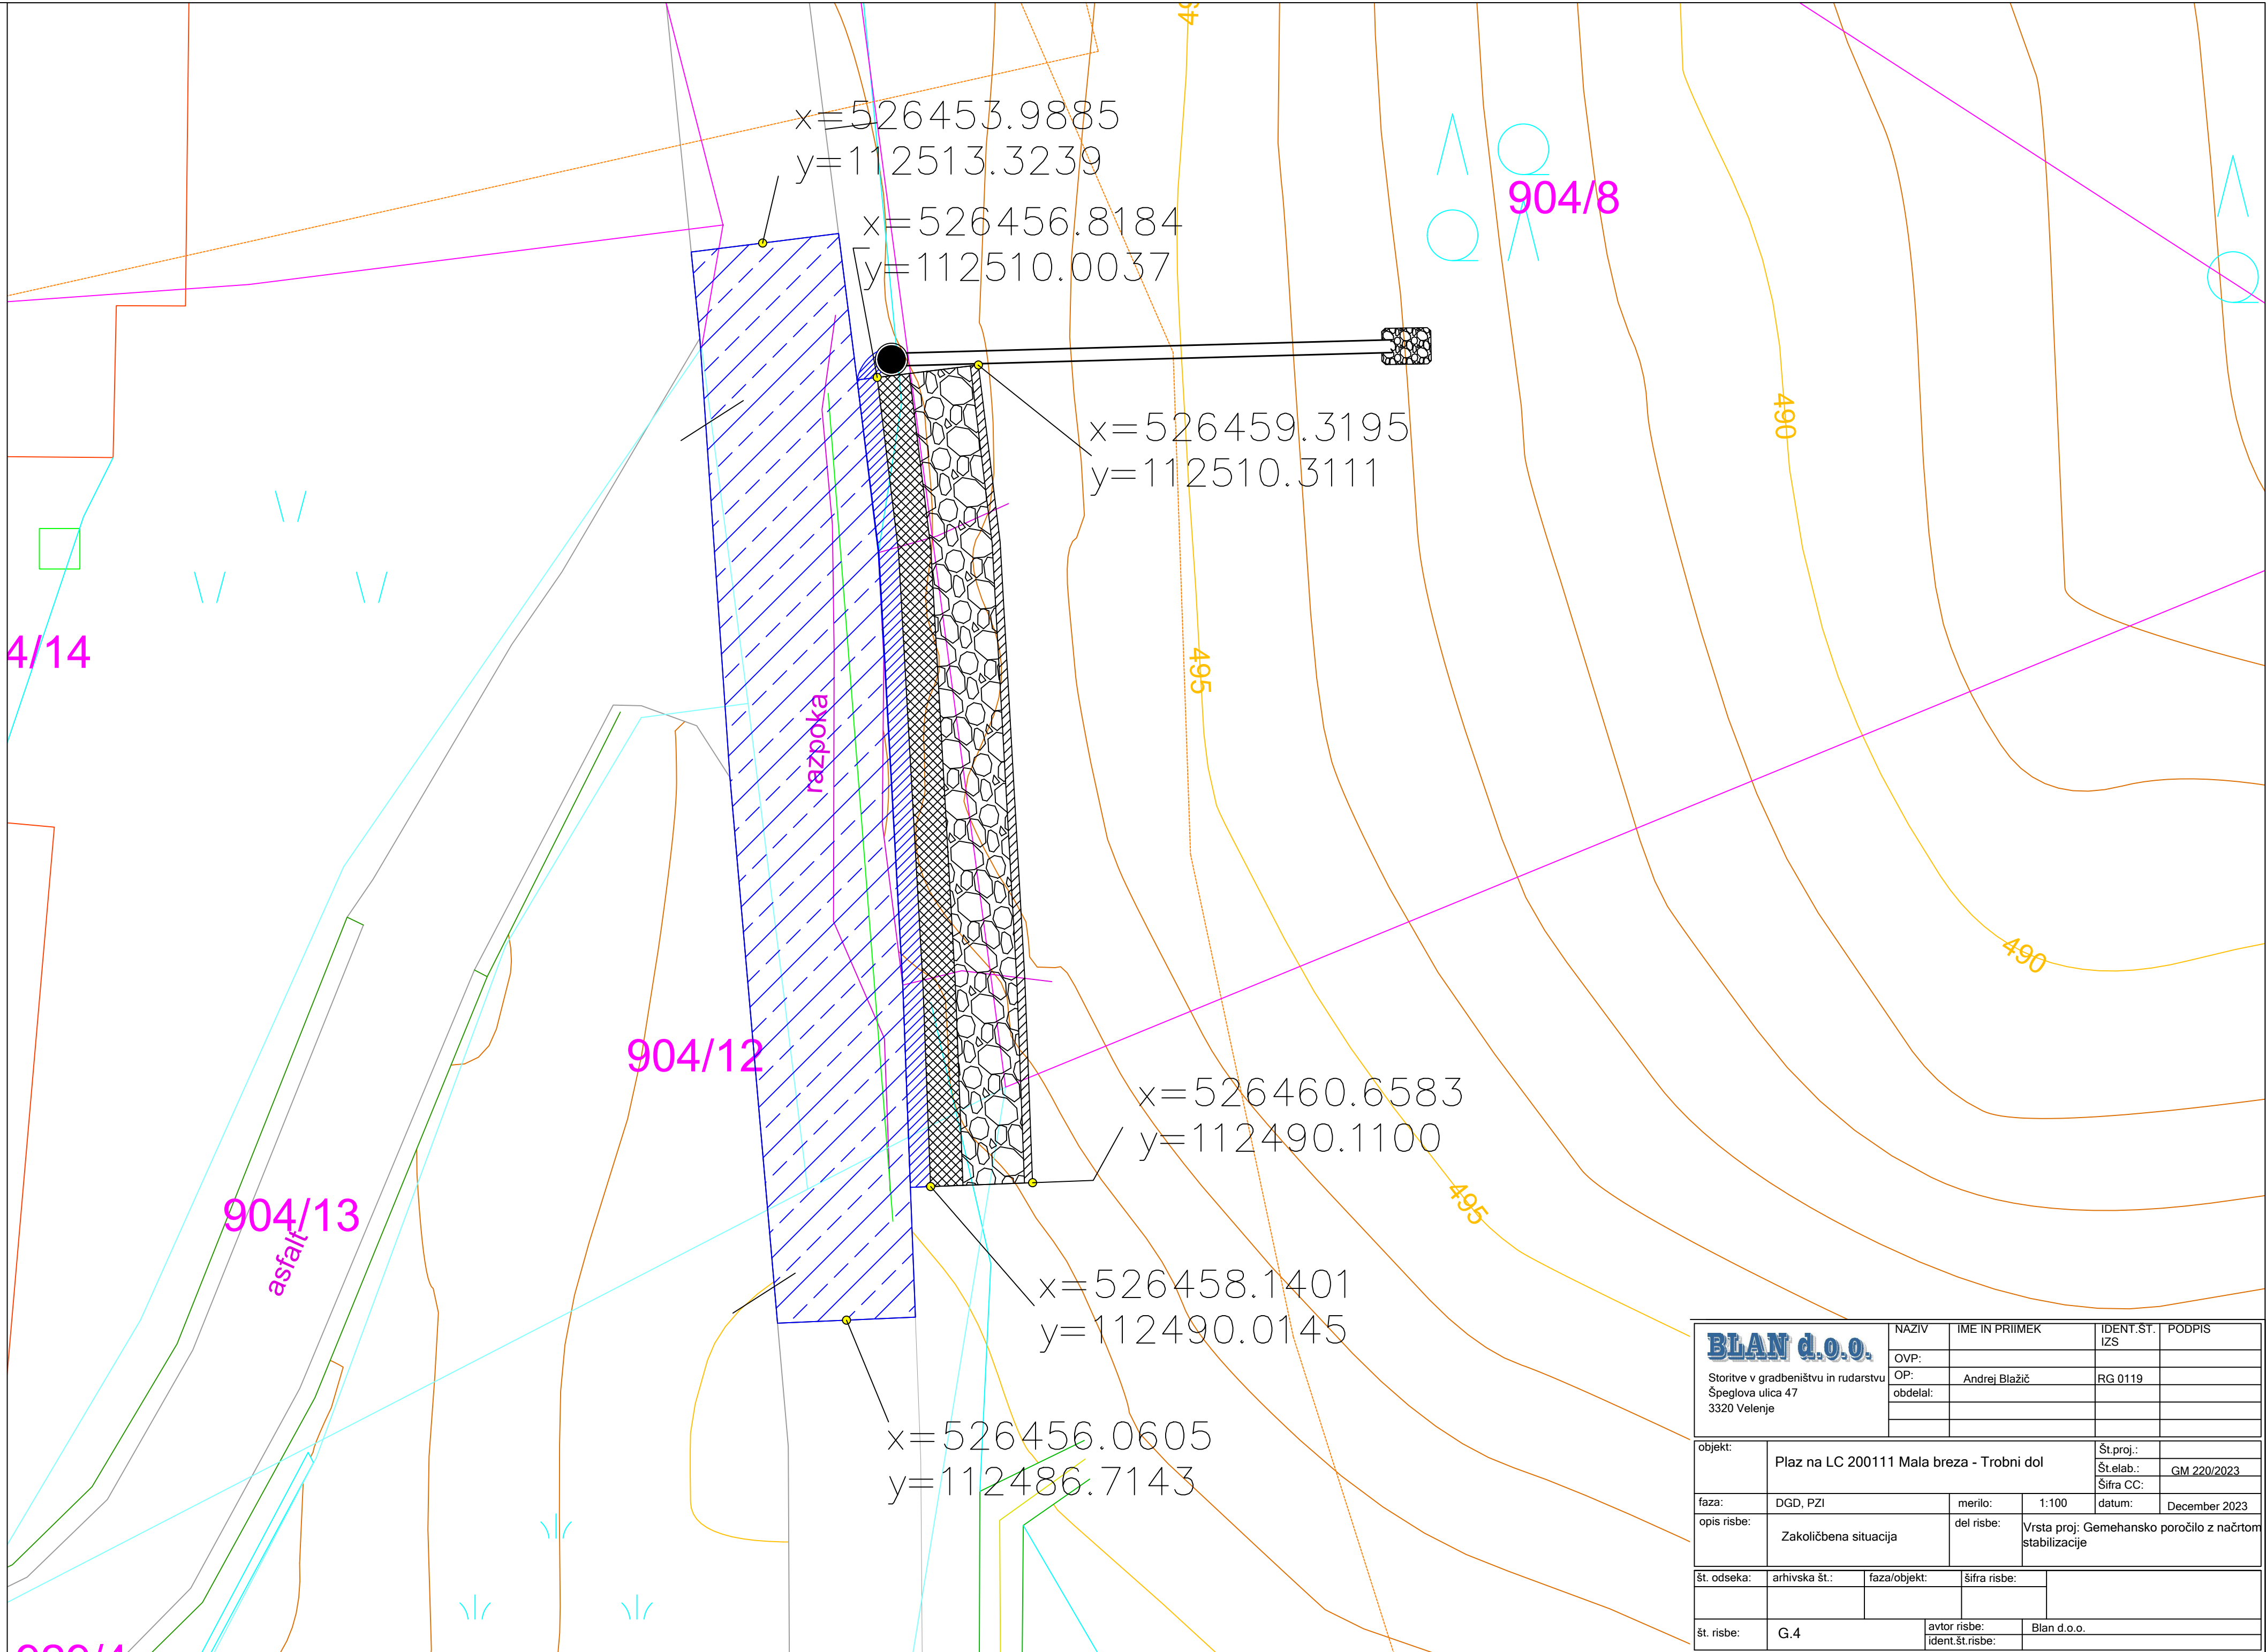 x=526453.9885
y=112513.3239
x=526456.8184
y=112510.0037
904/8
x=526459.3195
y=112510.3111
490
495
4/14
razpoka
904/12
490
x=526460.6583
y=112490.1100
904/13
asfalt
495
x=526458.1401
y=112490.0145
x=526456.0605
y=112486.7143
BLAN d.o.o.
Storitve v gradbeništvu in rudarstvu
Špeglova ulica 47
3320 Velenje
NAZIV
IME IN PRIIMEK
IDENT.ŠT. IZS
PODPIS
OVP:
OP:
Andrej Blažič
RG 0119
obdelal:
objekt:
Plaz na LC 200111 Mala breza - Trobni dol
Št.proj.:
Št.elab.:
GM 220/2023
Šifra CC:
faza:
DGD, PZI
merilo:
1:100
datum:
December 2023
opis risbe:
Zakoličbena situacija
del risbe:
Vrsta proj: Gemehansko poročilo z načrtom
stabilizacije
št. odseka:
arhivska št.:
faza/objekt:
šifra risbe:
št. risbe:
G.4
avtor risbe:
Blan d.o.o.
ident.št.risbe: